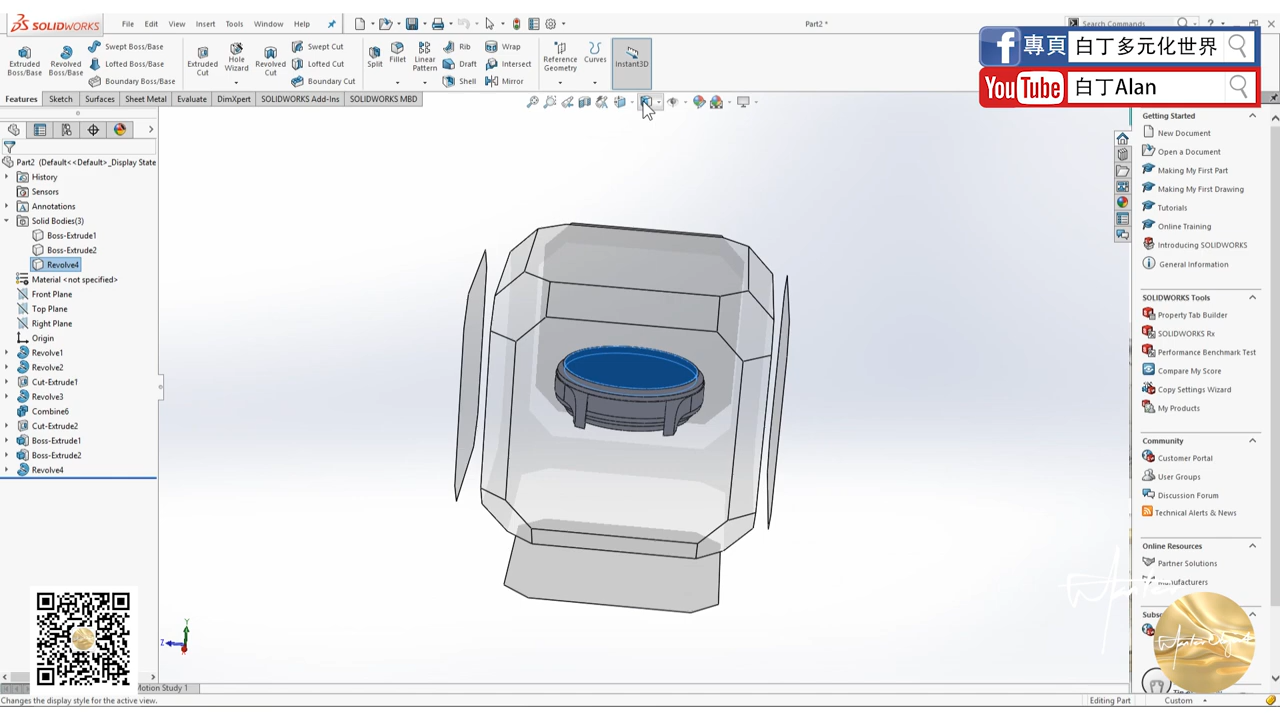 SOLIDWORKS
File Edit View Insert Tools Window Help
Part2 *
Search Commands
Extruded Boss/Base
Revolved Boss/Base
Swept Boss/Base
Lofted Boss/Base
Boundary Boss/Base
Extruded Cut
Hole Wizard
Revolved Cut
Swept Cut
Lofted Cut
Boundary Cut
Split
Fillet
Linear Pattern
Rib
Draft
Shell
Wrap
Intersect
Mirror
Reference Geometry
Curves
Instant3D
專頁 白丁多元化世界
YouTube 白丁Alan
Features Sketch Surfaces Sheet Metal Evaluate DimXpert SOLIDWORKS Add-Ins SOLIDWORKS MBD
Part2 (Default<<Default>_Display State
History
Sensors
Annotations
Solid Bodies(3)
Boss-Extrude1
Boss-Extrude2
Revolve4
Material <not specified>
Front Plane
Top Plane
Right Plane
Origin
Revolve1
Revolve2
Cut-Extrude1
Revolve3
Combine6
Cut-Extrude2
Boss-Extrude1
Boss-Extrude2
Revolve4
Y
Z
Getting Started
New Document
Open a Document
Making My First Part
Making My First Drawing
Tutorials
Online Training
Introducing SOLIDWORKS
General Information
SOLIDWORKS Tools
Property Tab Builder
SOLIDWORKS Rx
Performance Benchmark Test
Compare My Score
Copy Settings Wizard
My Products
Community
Customer Portal
User Groups
Discussion Forum
Technical Alerts & News
Online Resources
Partner Solutions
Manufacturers
Motion Study 1
Changes the display style for the active view.
Editing Part
Custom